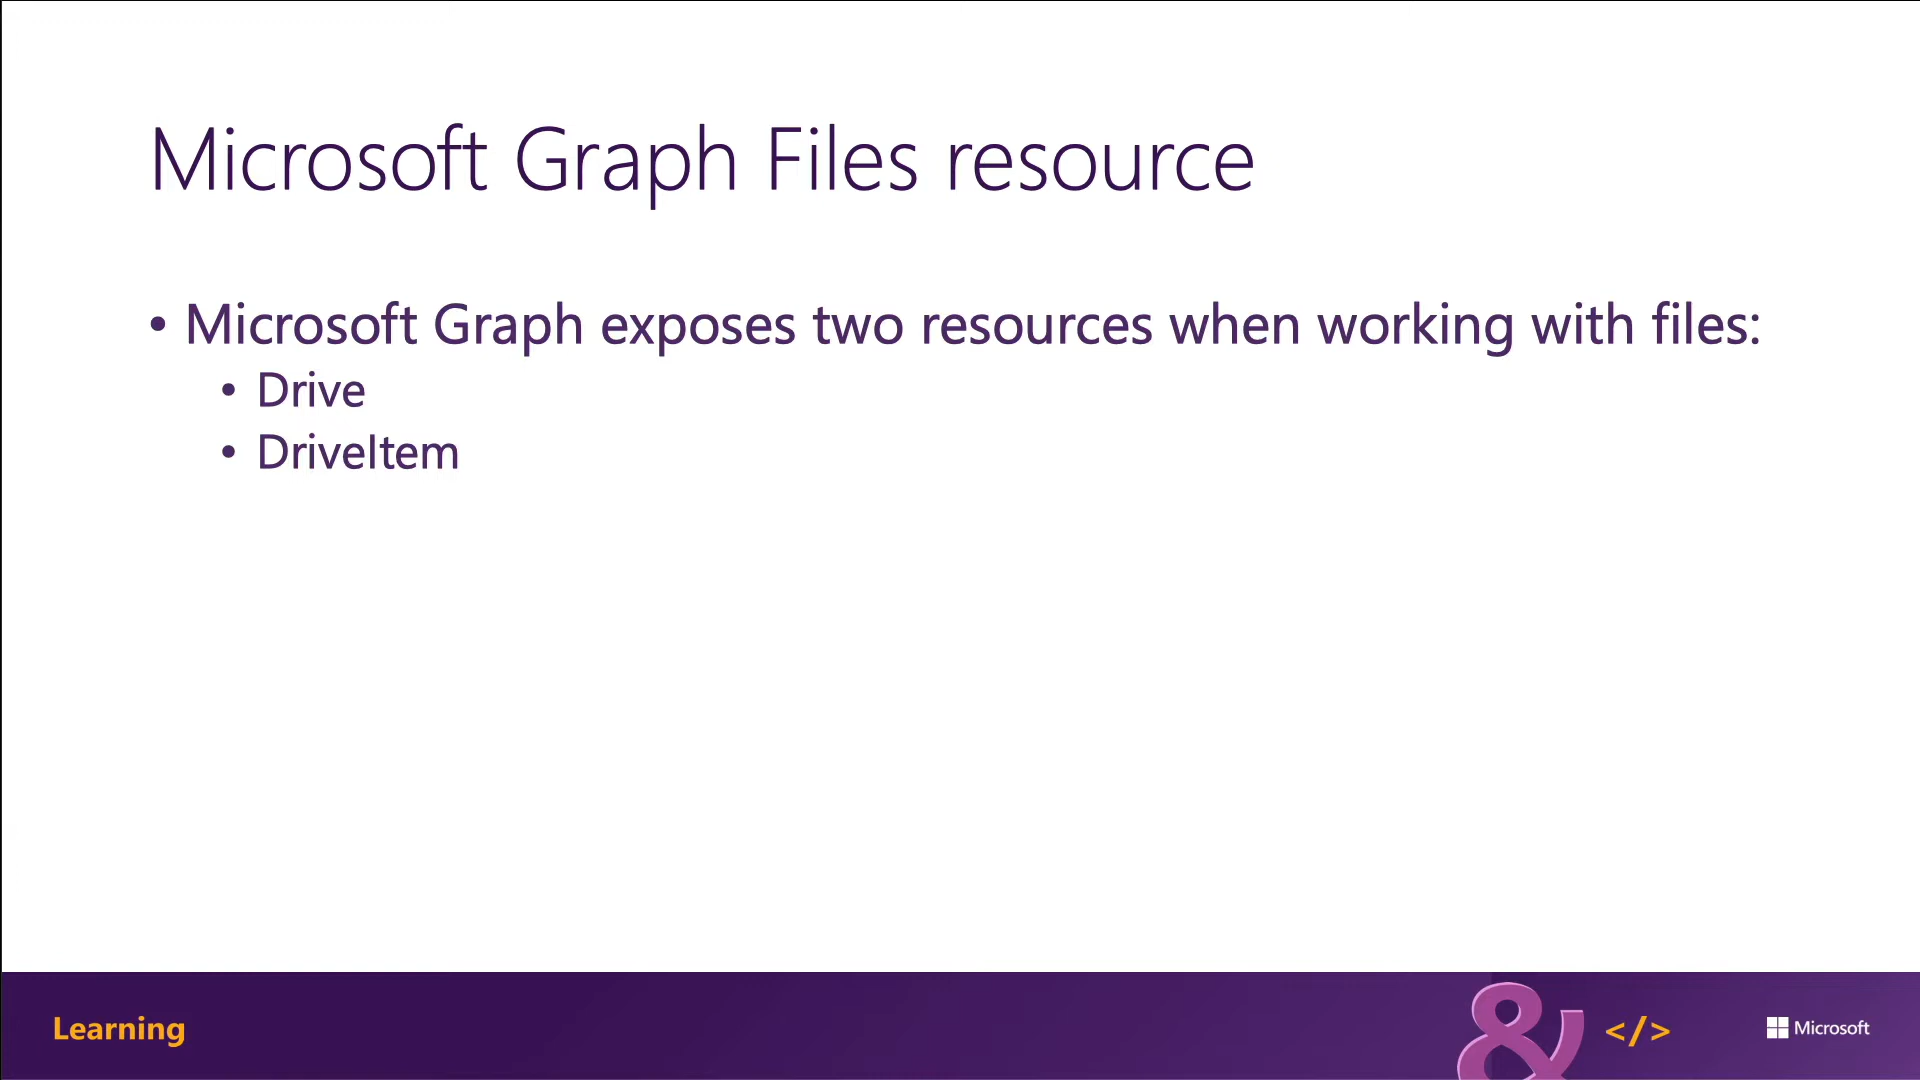 Microsoft Graph Files resource
• Microsoft Graph exposes two resources when working with files:
• Drive
• DriveItem
Learning
& </>
Microsoft